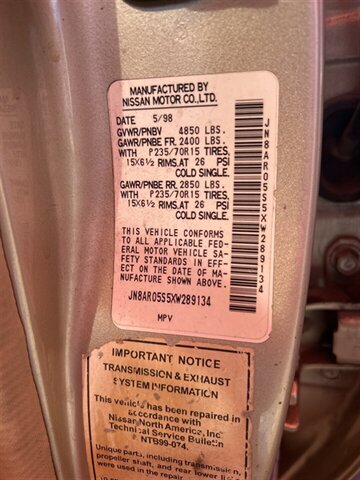 MANUFACTURED BY
NISSAN MOTOR CO.,LTD.
DATE 5/98
GVWR/PNBV 4850 LBS.
GAWR/PNBE FR. 2400 LBS.
WITH P235/70R15 TIRES,
15X6½ RIMS.AT 26 PSI
COLD SINGLE.
GAWR/PNBE RR. 2850 LBS.
WITH P235/70R15 TIRES,
15X6½ RIMS.AT 26 PSI
COLD SINGLE.
THIS VEHICLE CONFORMS
TO ALL APPLICABLE FED-
ERAL MOTOR VEHICLE SA-
FETY STANDARDS IN EFF-
ECT ON THE DATE OF MA-
NUFACTURE SHOWN ABOVE.
JN8AR05S5XW289134
MPV
JN8AR05S5XW289134
IMPORTANT NOTICE
TRANSMISSION & EXHAUST
SYSTEM INFORMATION
This vehicle has been repaired in
accordance with
Nissan North America, Inc
Technical Service Bulletin
NTB99-074.
Unique parts, including transmission,
propeller shaft, and rear lower
were used in the repair.